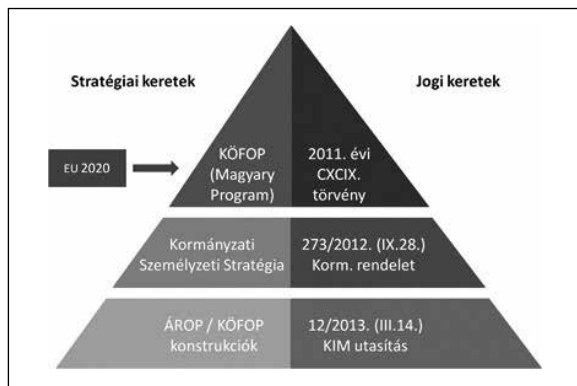 Stratégiai keretek
Jogi keretek
EU 2020
KÖFOP
(Magyary
Program)
2011. évi
CXCIX.
törvény
Kormányzati
Személyzeti Stratégia
273/2012. (IX.28.)
Korm. rendelet
ÁROP / KÖFOP
konstrukciók
12/2013. (III.14.)
KIM utasítás